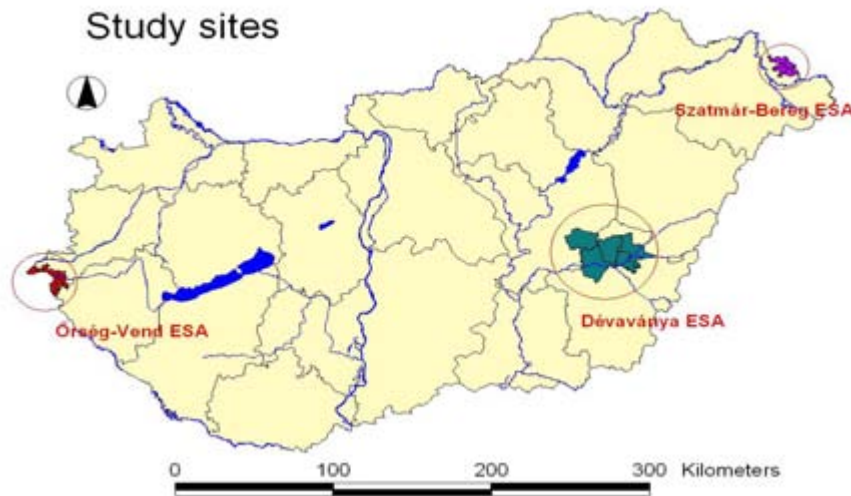 Study sites
Szatmár-Bereg ESA
Őrség-Vend ESA
Dévaványa ESA
0 100 200 300 Kilometers